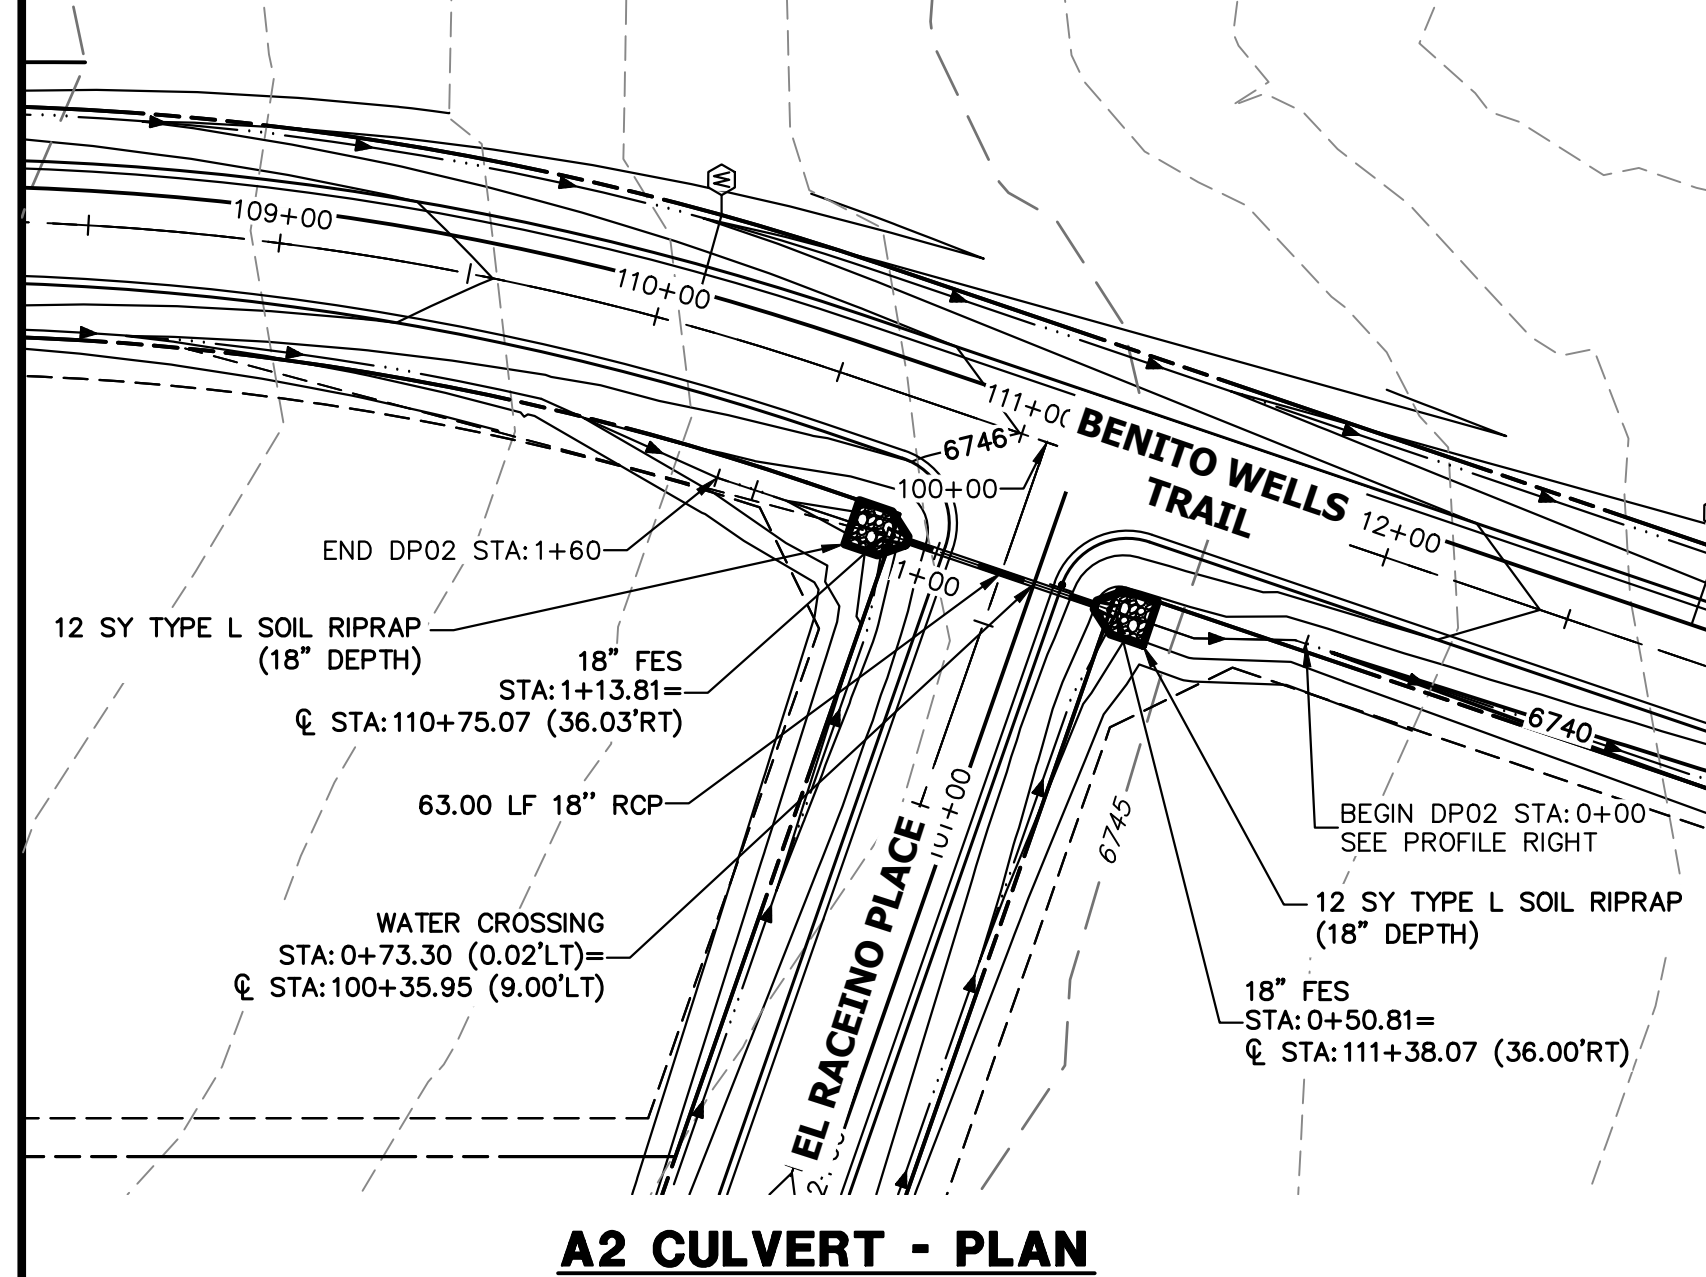 W
109+00
110+00
111+00
6746
100+00
BENITO WELLS
TRAIL
12+00
END DP02 STA:1+60
1+00
12 SY TYPE L SOIL RIPRAP
(18" DEPTH)
18" FES
STA:1+13.81=
℄ STA:110+75.07 (36.03'RT)
6740
63.00 LF 18" RCP
101+00
6745
BEGIN DP02 STA:0+00
SEE PROFILE RIGHT
EL RACEINO PLACE
12 SY TYPE L SOIL RIPRAP
(18" DEPTH)
WATER CROSSING
STA:0+73.30 (0.02'LT)=
℄ STA:100+35.95 (9.00'LT)
18" FES
STA:0+50.81=
℄ STA:111+38.07 (36.00'RT)
A2 CULVERT - PLAN